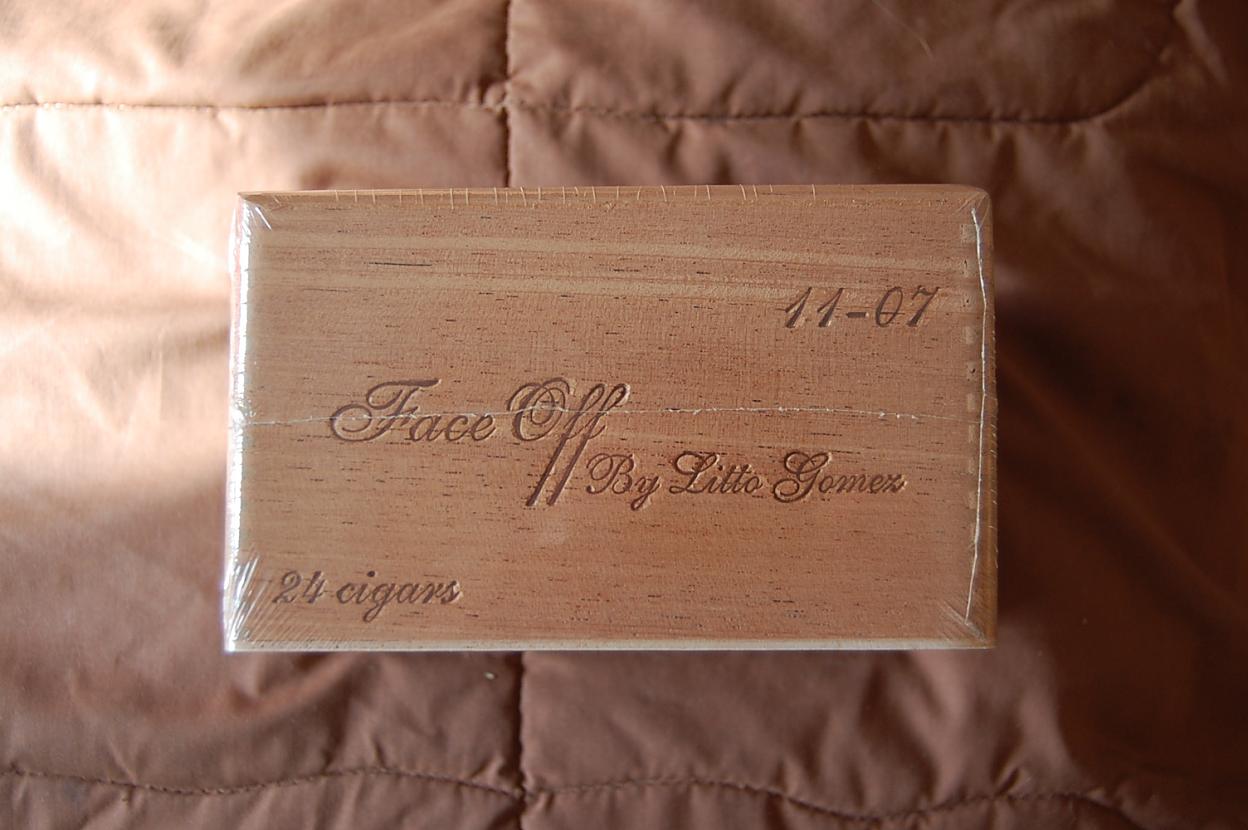 11-07
Face Off
By Litto Gomez
24 cigars